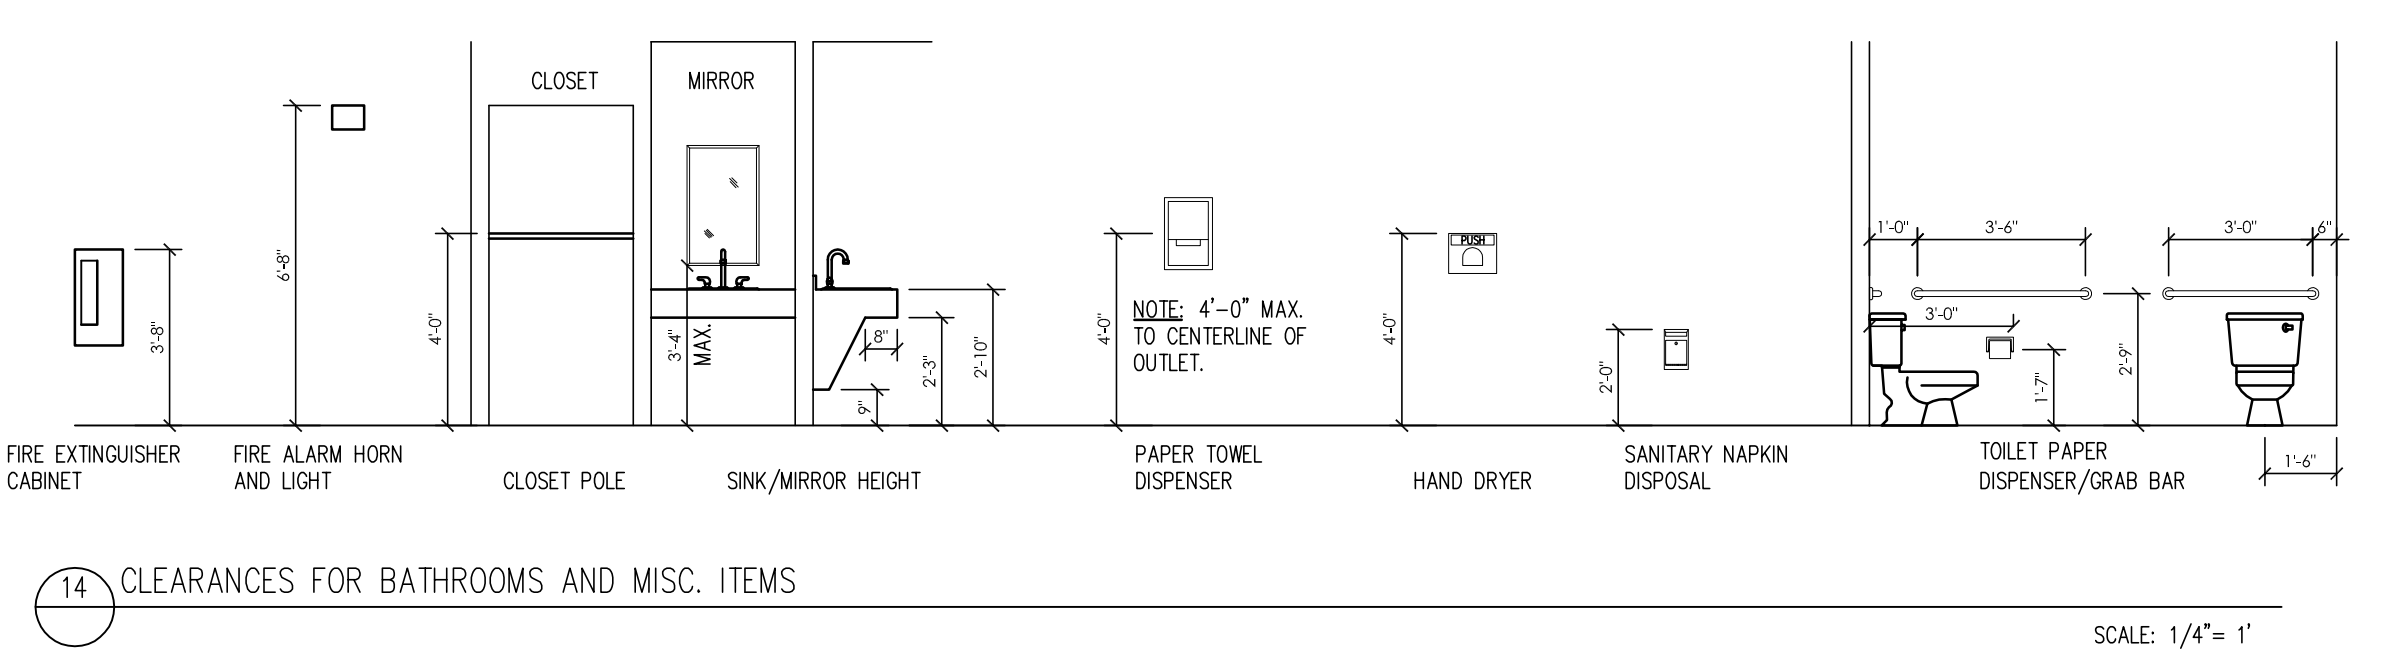 CLOSET
MIRROR
6'-8"
3'-8"
4'-0"
3'-4"
MAX.
8"
9"
2'-3"
2'-10"
4'-0"
NOTE: 4'-0" MAX.
TO CENTERLINE OF
OUTLET.
4'-0"
PUSH
2'-0"
1'-0"
3'-6"
3'-0"
6"
3'-0"
1'-7"
2'-9"
1'-6"
FIRE EXTINGUISHER
CABINET
FIRE ALARM HORN
AND LIGHT
CLOSET POLE
SINK/MIRROR HEIGHT
PAPER TOWEL
DISPENSER
HAND DRYER
SANITARY NAPKIN
DISPOSAL
TOILET PAPER
DISPENSER/GRAB BAR
14
CLEARANCES FOR BATHROOMS AND MISC. ITEMS
SCALE: 1/4"= 1'